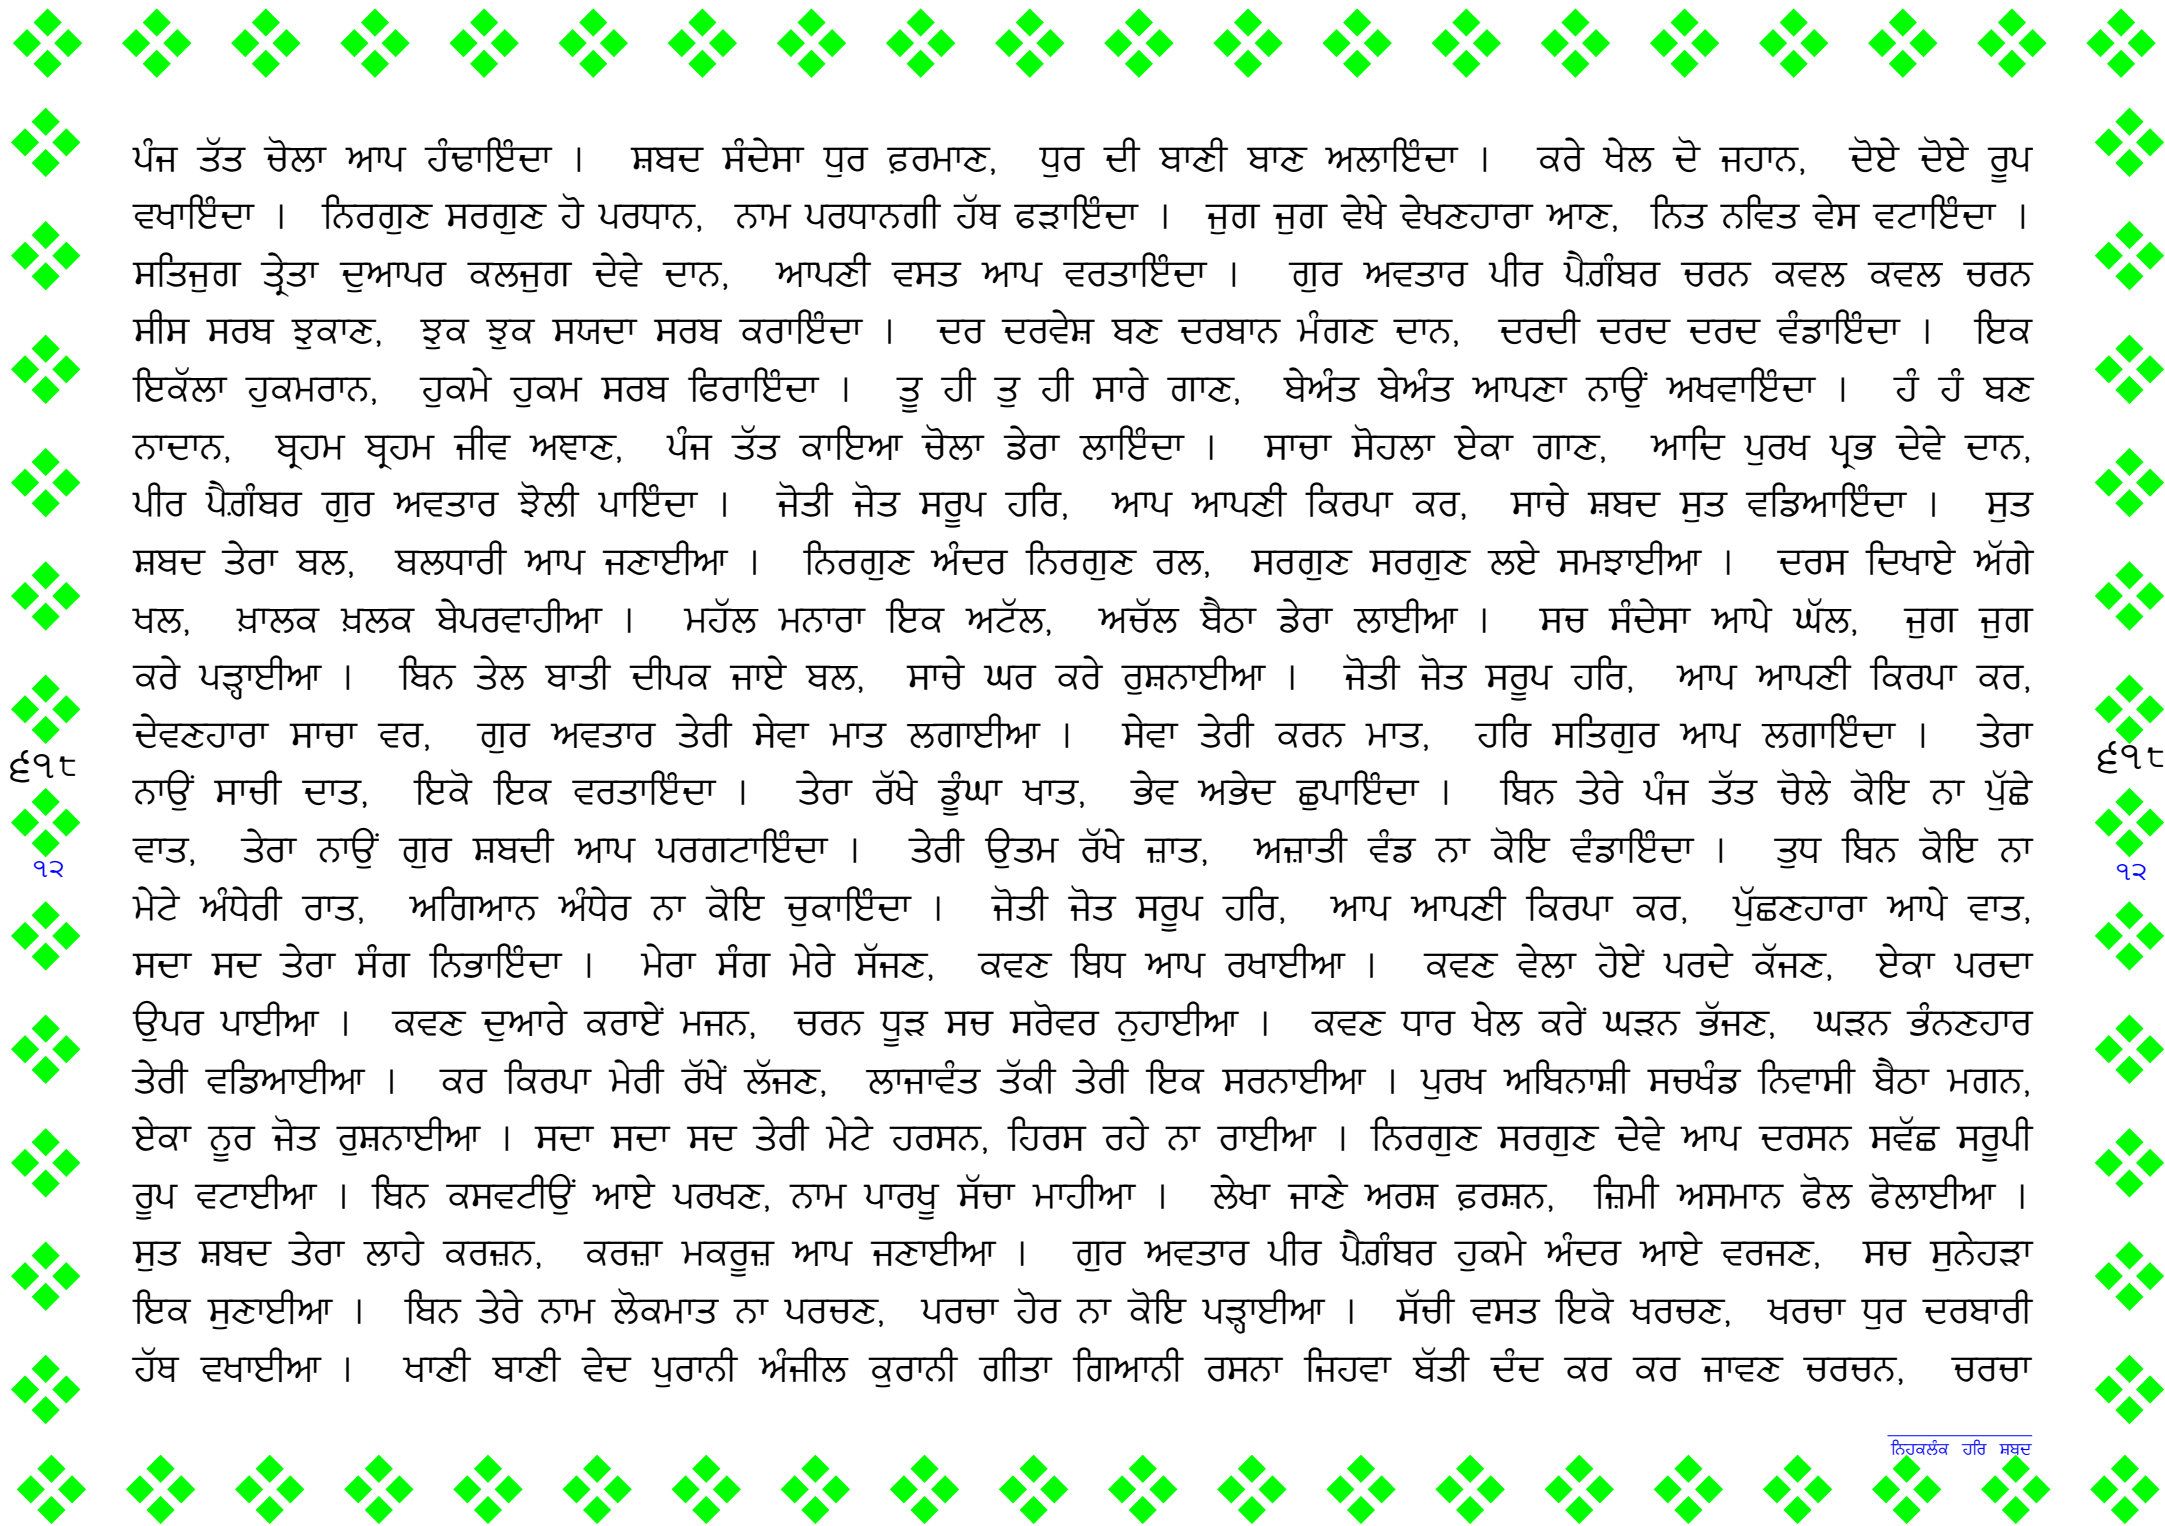 ਪੰਜ ਤੱਤ ਚੋਲਾ ਆਪ ਹੰਢਾਇੰਦਾ । ਸ਼ਬਦ ਸੰਦੇਸਾ ਧੁਰ ਫ਼ਰਮਾਣ, ਧੁਰ ਦੀ ਬਾਣੀ ਬਾਣ ਅਲਾਇੰਦਾ । ਕਰੇ ਖੇਲ ਦੋ ਜਹਾਨ, ਦੋਏ ਦੋਏ ਰੂਪ
ਵਖਾਇੰਦਾ । ਨਿਰਗੁਣ ਸਰਗੁਣ ਹੋ ਪਰਧਾਨ, ਨਾਮ ਪਰਧਾਨਗੀ ਹੱਥ ਫੜਾਇੰਦਾ । ਜੁਗ ਜੁਗ ਵੇਖੇ ਵੇਖਣਹਾਰਾ ਆਣ, ਨਿਤ ਨਵਿਤ ਵੇਸ ਵਟਾਇੰਦਾ ।
ਸਤਿਜੁਗ ਤ੍ਰੇਤਾ ਦੁਆਪਰ ਕਲਜੁਗ ਦੇਵੇ ਦਾਨ, ਆਪਣੀ ਵਸਤ ਆਪ ਵਰਤਾਇੰਦਾ । ਗੁਰ ਅਵਤਾਰ ਪੀਰ ਪੈਗ਼ੰਬਰ ਚਰਨ ਕਵਲ ਕਵਲ ਚਰਨ
ਸੀਸ ਸਰਬ ਝੁਕਾਣ, ਝੁਕ ਝੁਕ ਸਯਦਾ ਸਰਬ ਕਰਾਇੰਦਾ । ਦਰ ਦਰਵੇਸ਼ ਬਣ ਦਰਬਾਨ ਮੰਗਣ ਦਾਨ, ਦਰਦੀ ਦਰਦ ਦਰਦ ਵੰਡਾਇੰਦਾ । ਇਕ
ਇਕੱਲਾ ਹੁਕਮਰਾਨ, ਹੁਕਮੇ ਹੁਕਮ ਸਰਬ ਫਿਰਾਇੰਦਾ । ਤੂ ਹੀ ਤੁ ਹੀ ਸਾਰੇ ਗਾਣ, ਬੇਅੰਤ ਬੇਅੰਤ ਆਪਣਾ ਨਾਉਂ ਅਖਵਾਇੰਦਾ । ਹੰ ਹੰ ਬਣ
ਨਾਦਾਨ, ਬ੍ਰਹਮ ਬ੍ਰਹਮ ਜੀਵ ਅਞਾਣ, ਪੰਜ ਤੱਤ ਕਾਇਆ ਚੋਲਾ ਡੇਰਾ ਲਾਇੰਦਾ । ਸਾਚਾ ਸੋਹਲਾ ਏਕਾ ਗਾਣ, ਆਦਿ ਪੁਰਖ ਪ੍ਰਭ ਦੇਵੇ ਦਾਨ,
ਪੀਰ ਪੈਗ਼ੰਬਰ ਗੁਰ ਅਵਤਾਰ ਝੋਲੀ ਪਾਇੰਦਾ । ਜੋਤੀ ਜੋਤ ਸਰੂਪ ਹਰਿ, ਆਪ ਆਪਣੀ ਕਿਰਪਾ ਕਰ, ਸਾਚੇ ਸ਼ਬਦ ਸੁਤ ਵਡਿਆਇੰਦਾ । ਸੁਤ
ਸ਼ਬਦ ਤੇਰਾ ਬਲ, ਬਲਧਾਰੀ ਆਪ ਜਣਾਈਆ । ਨਿਰਗੁਣ ਅੰਦਰ ਨਿਰਗੁਣ ਰਲ, ਸਰਗੁਣ ਸਰਗੁਣ ਲਏ ਸਮਝਾਈਆ । ਦਰਸ ਦਿਖਾਏ ਅੱਗੇ
ਖਲ, ਖ਼ਾਲਕ ਖ਼ਲਕ ਬੇਪਰਵਾਹੀਆ । ਮਹੱਲ ਮਨਾਰਾ ਇਕ ਅਟੱਲ, ਅਚੱਲ ਬੈਠਾ ਡੇਰਾ ਲਾਈਆ । ਸਚ ਸੰਦੇਸਾ ਆਪੇ ਘੱਲ, ਜੁਗ ਜੁਗ
ਕਰੇ ਪੜ੍ਹਾਈਆ । ਬਿਨ ਤੇਲ ਬਾਤੀ ਦੀਪਕ ਜਾਏ ਬਲ, ਸਾਚੇ ਘਰ ਕਰੇ ਰੁਸ਼ਨਾਈਆ । ਜੋਤੀ ਜੋਤ ਸਰੂਪ ਹਰਿ, ਆਪ ਆਪਣੀ ਕਿਰਪਾ ਕਰ,
ਦੇਵਣਹਾਰਾ ਸਾਚਾ ਵਰ, ਗੁਰ ਅਵਤਾਰ ਤੇਰੀ ਸੇਵਾ ਮਾਤ ਲਗਾਈਆ । ਸੇਵਾ ਤੇਰੀ ਕਰਨ ਮਾਤ, ਹਰਿ ਸਤਿਗੁਰ ਆਪ ਲਗਾਇੰਦਾ । ਤੇਰਾ
੬੧੮ ਨਾਉਂ ਸਾਚੀ ਦਾਤ, ਇਕੋ ਇਕ ਵਰਤਾਇੰਦਾ । ਤੇਰਾ ਰੱਖੇ ਡੂੰਘਾ ਖਾਤ, ਭੇਵ ਅਭੇਦ ਛੁਪਾਇੰਦਾ । ਬਿਨ ਤੇਰੇ ਪੰਜ ਤੱਤ ਚੋਲੇ ਕੋਇ ਨਾ ਪੁੱਛੇ ੬੧੮
ਵਾਤ, ਤੇਰਾ ਨਾਉਂ ਗੁਰ ਸ਼ਬਦੀ ਆਪ ਪਰਗਟਾਇੰਦਾ । ਤੇਰੀ ਉਤਮ ਰੱਖੇ ਜ਼ਾਤ, ਅਜ਼ਾਤੀ ਵੰਡ ਨਾ ਕੋਇ ਵੰਡਾਇੰਦਾ । ਤੁਧ ਬਿਨ ਕੋਇ ਨਾ
੧੨ ੧੨
ਮੇਟੇ ਅੰਧੇਰੀ ਰਾਤ, ਅਗਿਆਨ ਅੰਧੇਰ ਨਾ ਕੋਇ ਚੁਕਾਇੰਦਾ । ਜੋਤੀ ਜੋਤ ਸਰੂਪ ਹਰਿ, ਆਪ ਆਪਣੀ ਕਿਰਪਾ ਕਰ, ਪੁੱਛਣਹਾਰਾ ਆਪੇ ਵਾਤ,
ਸਦਾ ਸਦ ਤੇਰਾ ਸੰਗ ਨਿਭਾਇੰਦਾ । ਮੇਰਾ ਸੰਗ ਮੇਰੇ ਸੱਜਣ, ਕਵਣ ਬਿਧ ਆਪ ਰਖਾਈਆ । ਕਵਣ ਵੇਲਾ ਹੋਏਂ ਪਰਦੇ ਕੱਜਣ, ਏਕਾ ਪਰਦਾ
ਉਪਰ ਪਾਈਆ । ਕਵਣ ਦੁਆਰੇ ਕਰਾਏਂ ਮਜਨ, ਚਰਨ ਧੂੜ ਸਚ ਸਰੋਵਰ ਨੁਹਾਈਆ । ਕਵਣ ਧਾਰ ਖੇਲ ਕਰੇਂ ਘੜਨ ਭੱਜਣ, ਘੜਨ ਭੰਨਣਹਾਰ
ਤੇਰੀ ਵਡਿਆਈਆ । ਕਰ ਕਿਰਪਾ ਮੇਰੀ ਰੱਖੇਂ ਲੱਜਣ, ਲਾਜਾਵੰਤ ਤੱਕੀ ਤੇਰੀ ਇਕ ਸਰਨਾਈਆ । ਪੁਰਖ ਅਬਿਨਾਸ਼ੀ ਸਚਖੰਡ ਨਿਵਾਸੀ ਬੈਠਾ ਮਗਨ,
ਏਕਾ ਨੂਰ ਜੋਤ ਰੁਸ਼ਨਾਈਆ । ਸਦਾ ਸਦਾ ਸਦ ਤੇਰੀ ਮੇਟੇ ਹਰਸਨ, ਹਿਰਸ ਰਹੇ ਨਾ ਰਾਈਆ । ਨਿਰਗੁਣ ਸਰਗੁਣ ਦੇਵੇ ਆਪ ਦਰਸਨ ਸਵੱਛ ਸਰੂਪੀ
ਰੂਪ ਵਟਾਈਆ । ਬਿਨ ਕਸਵਟੀਉਂ ਆਏ ਪਰਖਣ, ਨਾਮ ਪਾਰਖੂ ਸੱਚਾ ਮਾਹੀਆ । ਲੇਖਾ ਜਾਣੇ ਅਰਸ਼ ਫ਼ਰਸ਼ਨ, ਜ਼ਿਮੀ ਅਸਮਾਨ ਫੋਲ ਫੋਲਾਈਆ ।
ਸੁਤ ਸ਼ਬਦ ਤੇਰਾ ਲਾਹੇ ਕਰਜ਼ਨ, ਕਰਜ਼ਾ ਮਕਰੂਜ਼ ਆਪ ਜਣਾਈਆ । ਗੁਰ ਅਵਤਾਰ ਪੀਰ ਪੈਗ਼ੰਬਰ ਹੁਕਮੇ ਅੰਦਰ ਆਏ ਵਰਜਣ, ਸਚ ਸੁਨੇਹੜਾ
ਇਕ ਸੁਣਾਈਆ । ਬਿਨ ਤੇਰੇ ਨਾਮ ਲੋਕਮਾਤ ਨਾ ਪਰਚਣ, ਪਰਚਾ ਹੋਰ ਨਾ ਕੋਇ ਪੜ੍ਹਾਈਆ । ਸੱਚੀ ਵਸਤ ਇਕੋ ਖਰਚਣ, ਖਰਚਾ ਧੁਰ ਦਰਬਾਰੀ
ਹੱਥ ਵਖਾਈਆ । ਖਾਣੀ ਬਾਣੀ ਵੇਦ ਪੁਰਾਨੀ ਅੰਜੀਲ ਕੁਰਾਨੀ ਗੀਤਾ ਗਿਆਨੀ ਰਸਨਾ ਜਿਹਵਾ ਬੱਤੀ ਦੰਦ ਕਰ ਕਰ ਜਾਵਣ ਚਰਚਨ, ਚਰਚਾ
ਨਿਹਕਲੰਕ ਹਰਿ ਸ਼ਬਦ